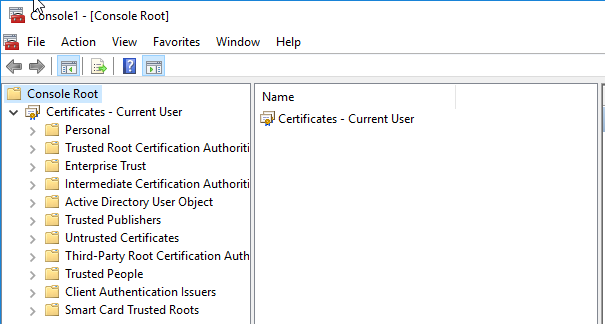 Console1 - [Console Root]
File Action View Favorites Window Help
Console Root
Certificates - Current User
Personal
Trusted Root Certification Authoriti
Enterprise Trust
Intermediate Certification Authoriti
Active Directory User Object
Trusted Publishers
Untrusted Certificates
Third-Party Root Certification Auth
Trusted People
Client Authentication Issuers
Smart Card Trusted Roots
Name
Certificates - Current User